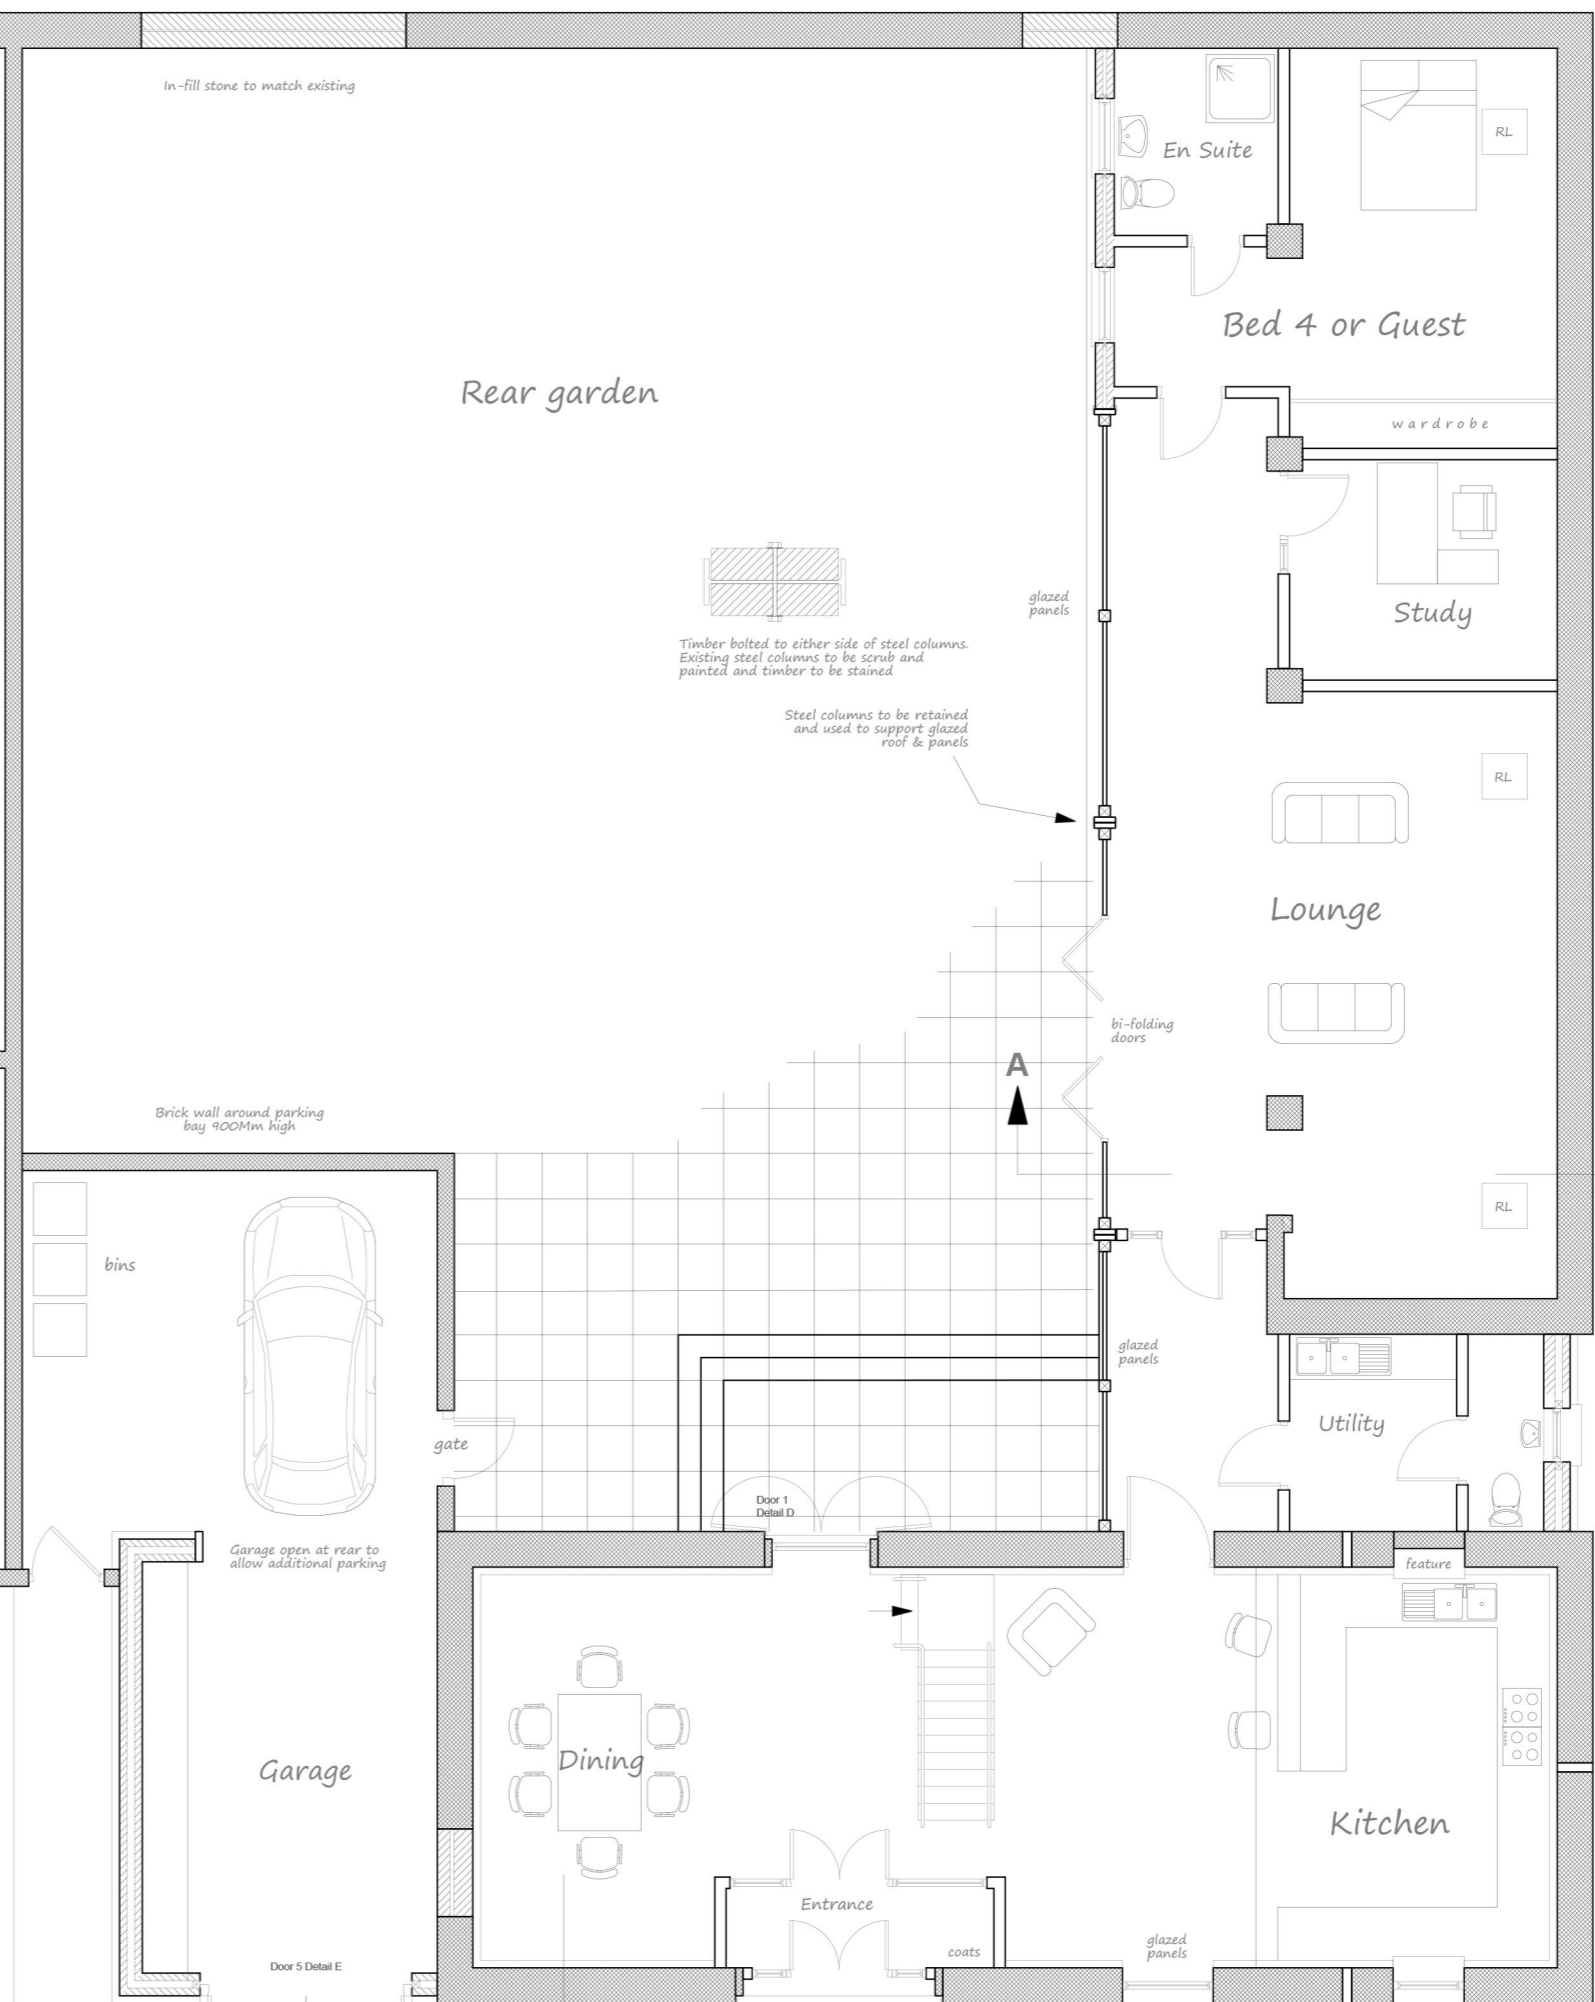 In-fill stone to match existing
En Suite
RL
Bed 4 or Guest
Rear garden
wardrobe
glazed
panels
Study
Timber bolted to either side of steel columns.
Existing steel columns to be scrub and
painted and timber to be stained
Steel columns to be retained
and used to support glazed
roof & panels
RL
Lounge
bi-folding
doors
A
Brick wall around parking
bay 900Mm high
RL
bins
glazed
panels
Utility
gate
Door 1
Detail D
Garage open at rear to
allow additional parking
feature
Dining
Garage
Kitchen
Entrance
coats
glazed
panels
Door 5 Detail E